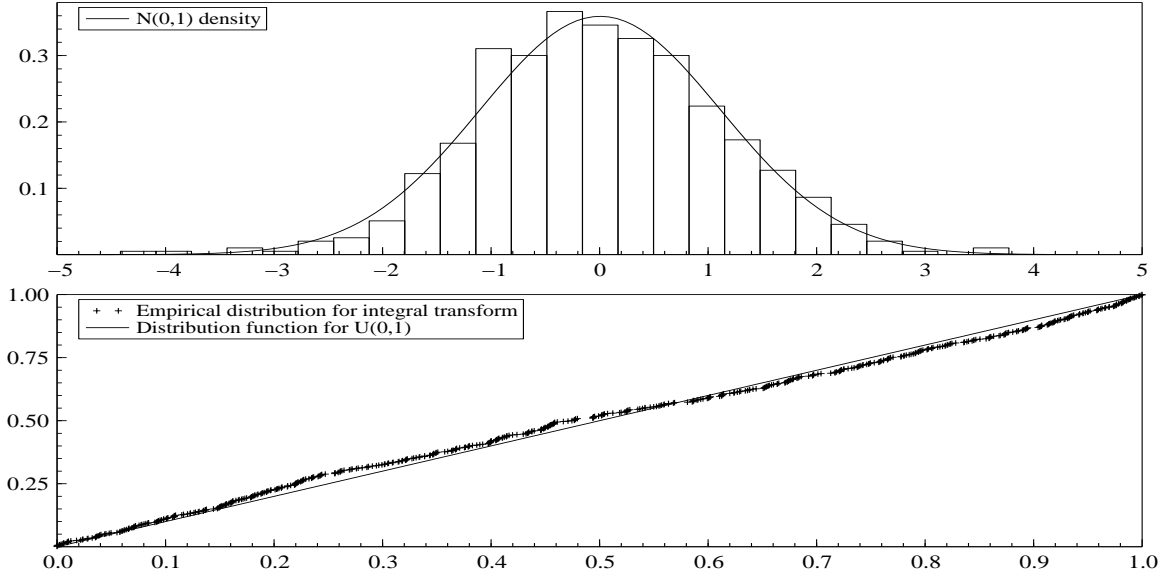 N(0,1) density
0.3
0.2
0.1
−5 −4 −3 −2 −1 0 1 2 3 4 5
1.00
Empirical distribution for integral transform
Distribution function for U(0,1)
0.75
0.50
0.25
0.0 0.1 0.2 0.3 0.4 0.5 0.6 0.7 0.8 0.9 1.0